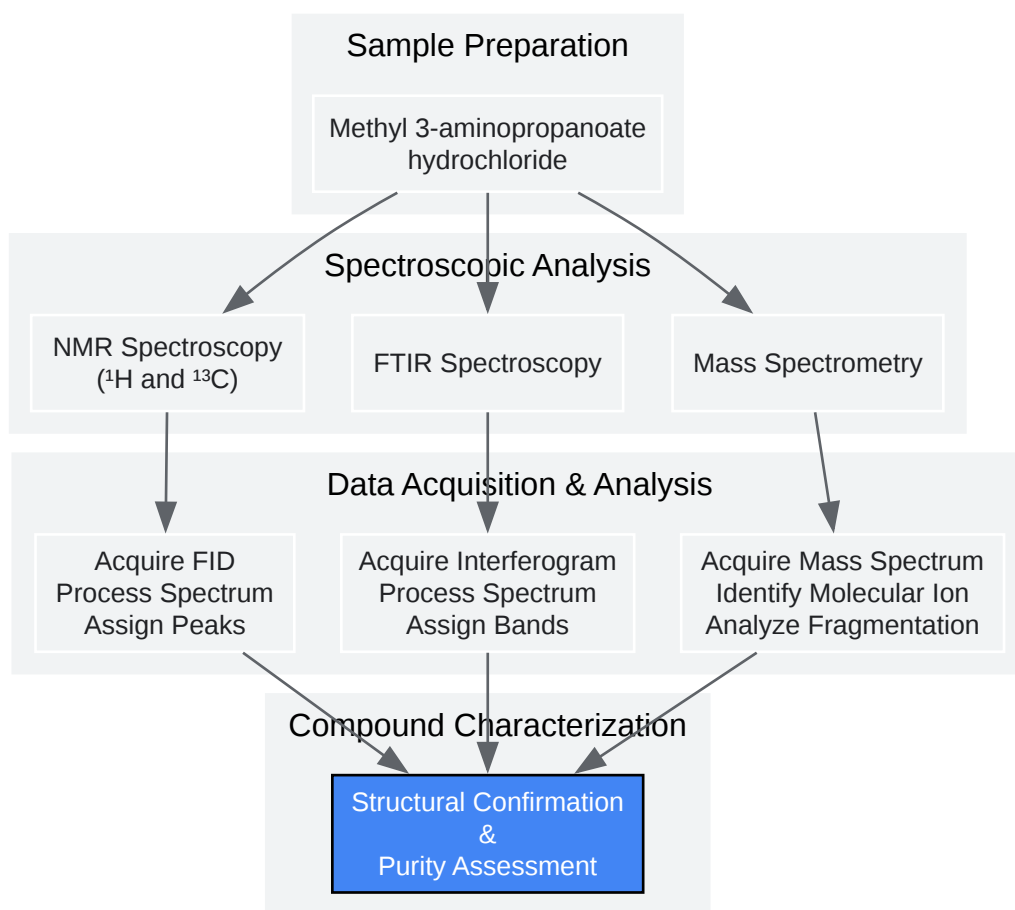 Sample Preparation
Methyl 3-aminopropanoate
hydrochloride
Spectroscopic Analysis
NMR Spectroscopy
(¹H and ¹³C)
FTIR Spectroscopy
Mass Spectrometry
Data Acquisition & Analysis
Acquire FID
Process Spectrum
Assign Peaks
Acquire Interferogram
Process Spectrum
Assign Bands
Acquire Mass Spectrum
Identify Molecular Ion
Analyze Fragmentation
Compound Characterization
Structural Confirmation
&
Purity Assessment